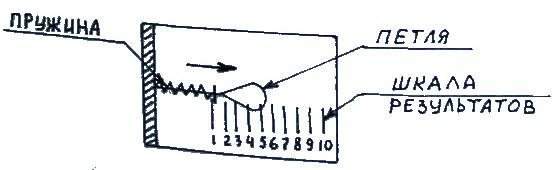 ПРУЖИНА
ПЕТЛЯ
ШКАЛА
РЕЗУЛЬТАТОВ
1 2 3 4 5 6 7 8 9 10